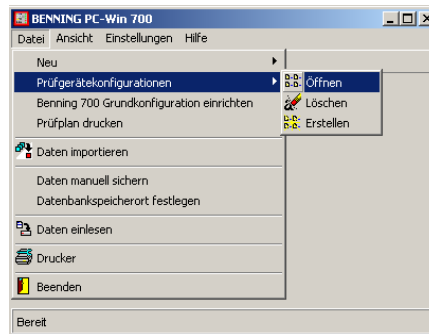 BENNING PC-Win 700
Datei Ansicht Einstellungen Hilfe
Neu
Prüfgerätekonfigurationen
Öffnen
Benning 700 Grundkonfiguration einrichten
Löschen
Prüfplan drucken
Erstellen
Daten importieren
Daten manuell sichern
Datenbankspeicherort festlegen
Daten einlesen
Drucker
Beenden
Bereit